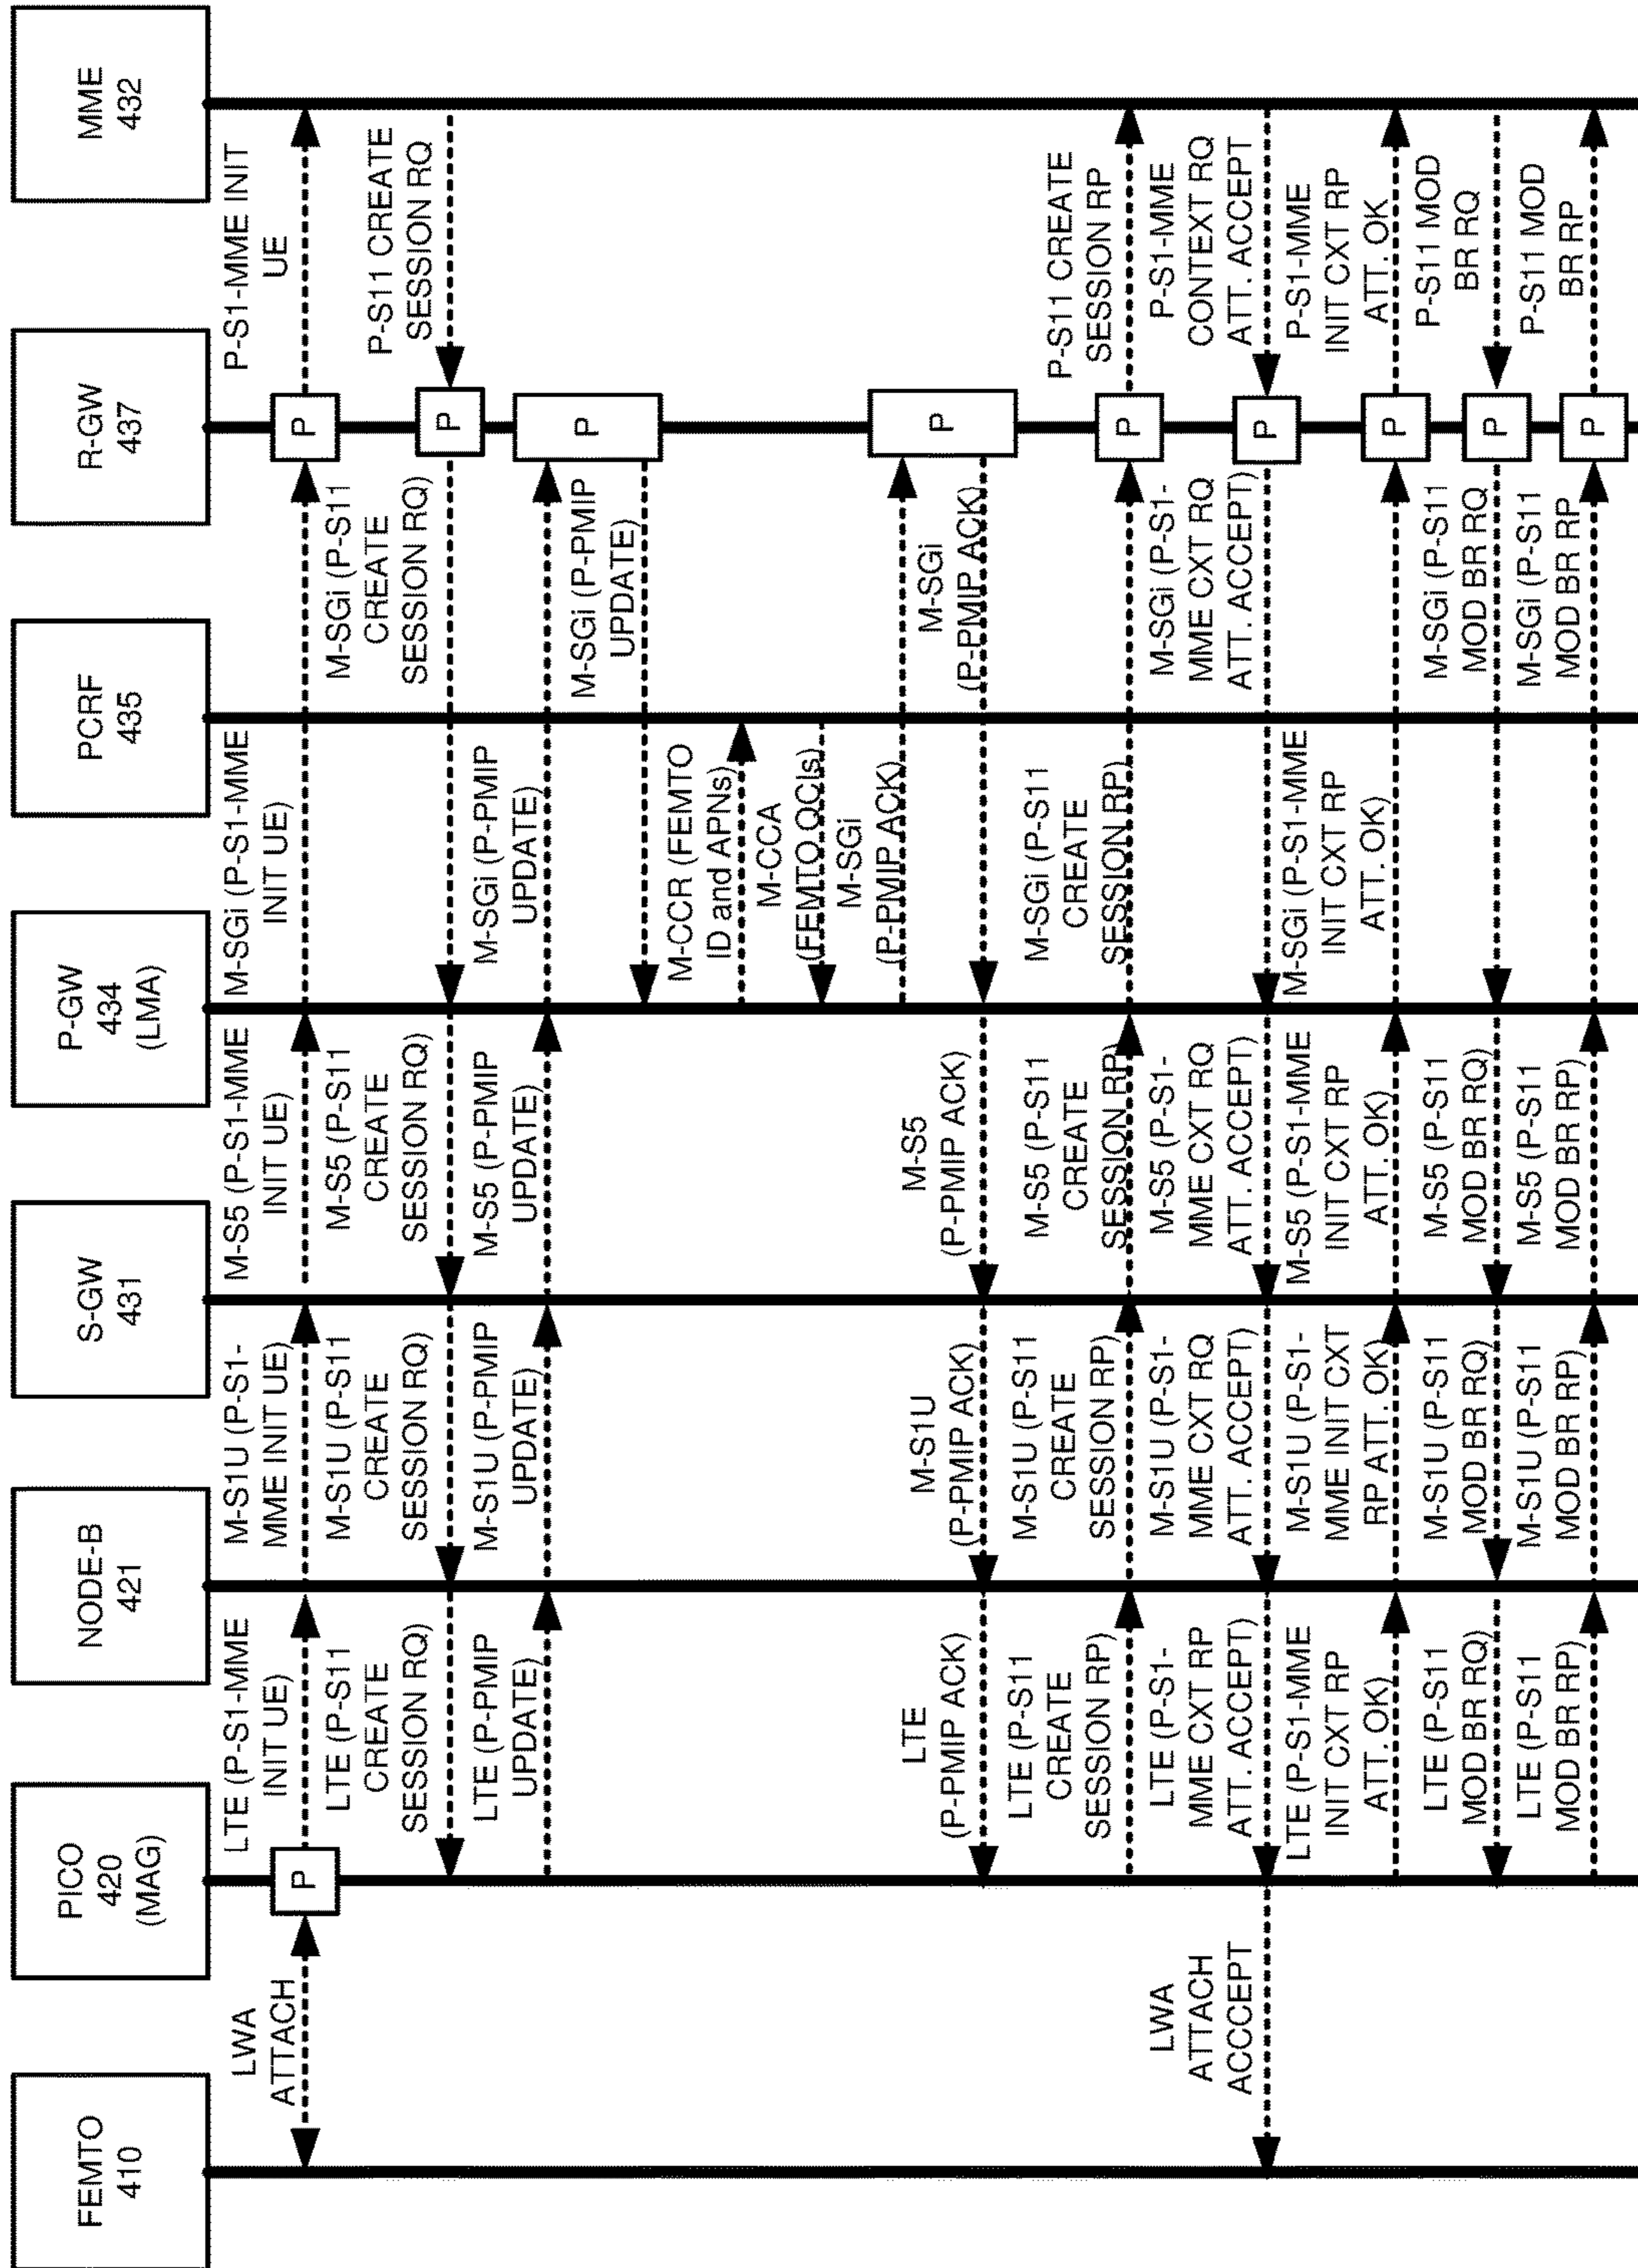 FEMTO
410
PICO
420
(MAG)
NODE-B
421
S-GW
431
P-GW
434
(LMA)
PCRF
435
R-GW
437
MME
432
LWA
ATTACH
P
LTE (P-S1-MME
INIT UE)
M-S1U (P-S1-
MME INIT UE)
M-S5 (P-S1-MME
INIT UE)
M-SGi (P-S1-MME
INIT UE)
P
P-S1-MME INIT
UE
LTE (P-S11
CREATE
SESSION RQ)
M-S1U (P-S11
CREATE
SESSION RQ)
M-S5 (P-S11
CREATE
SESSION RQ)
M-SGi (P-S11
CREATE
SESSION RQ)
P
P-S11 CREATE
SESSION RQ
LTE (P-PMIP
UPDATE)
M-S1U (P-PMIP
UPDATE)
M-S5 (P-PMIP
UPDATE)
M-SGi (P-PMIP
UPDATE)
P
M-SGi (P-PMIP
UPDATE)
M-CCR (FEMTO
ID and APNs)
M-CCA
(FEMTO QCIs)
M-SGi
(P-PMIP ACK)
P
LTE
(P-PMIP ACK)
M-S1U
(P-PMIP ACK)
M-S5
(P-PMIP ACK)
M-SGi
(P-PMIP ACK)
LTE (P-S11
CREATE
SESSION RP)
M-S1U (P-S11
CREATE
SESSION RP)
M-S5 (P-S11
CREATE
SESSION RP)
M-SGi (P-S11
CREATE
SESSION RP)
P
P-S11 CREATE
SESSION RP
LWA
ATTACH
ACCCEPT
LTE (P-S1-
MME CXT RP
ATT. ACCEPT)
M-S1U (P-S1-
MME CXT RQ
ATT. ACCEPT)
M-S5 (P-S1-
MME CXT RQ
ATT. ACCEPT)
M-SGi (P-S1-
MME CXT RQ
ATT. ACCEPT)
P
P-S1-MME
CONTEXT RQ
ATT. ACCEPT
LTE (P-S1-MME
INIT CXT RP
ATT. OK)
M-S1U (P-S1-
MME INIT CXT
RP ATT. OK)
M-S5 (P-S1-MME
INIT CXT RP
ATT. OK)
M-SGi (P-S1-MME
INIT CXT RP
ATT. OK)
P
P-S1-MME
INIT CXT RP
ATT. OK
LTE (P-S11
MOD BR RQ)
M-S1U (P-S11
MOD BR RQ)
M-S5 (P-S11
MOD BR RQ)
M-SGi (P-S11
MOD BR RQ
P
P-S11 MOD
BR RQ
LTE (P-S11
MOD BR RP)
M-S1U (P-S11
MOD BR RP)
M-S5 (P-S11
MOD BR RP)
M-SGi (P-S11
MOD BR RP
P
P-S11 MOD
BR RP